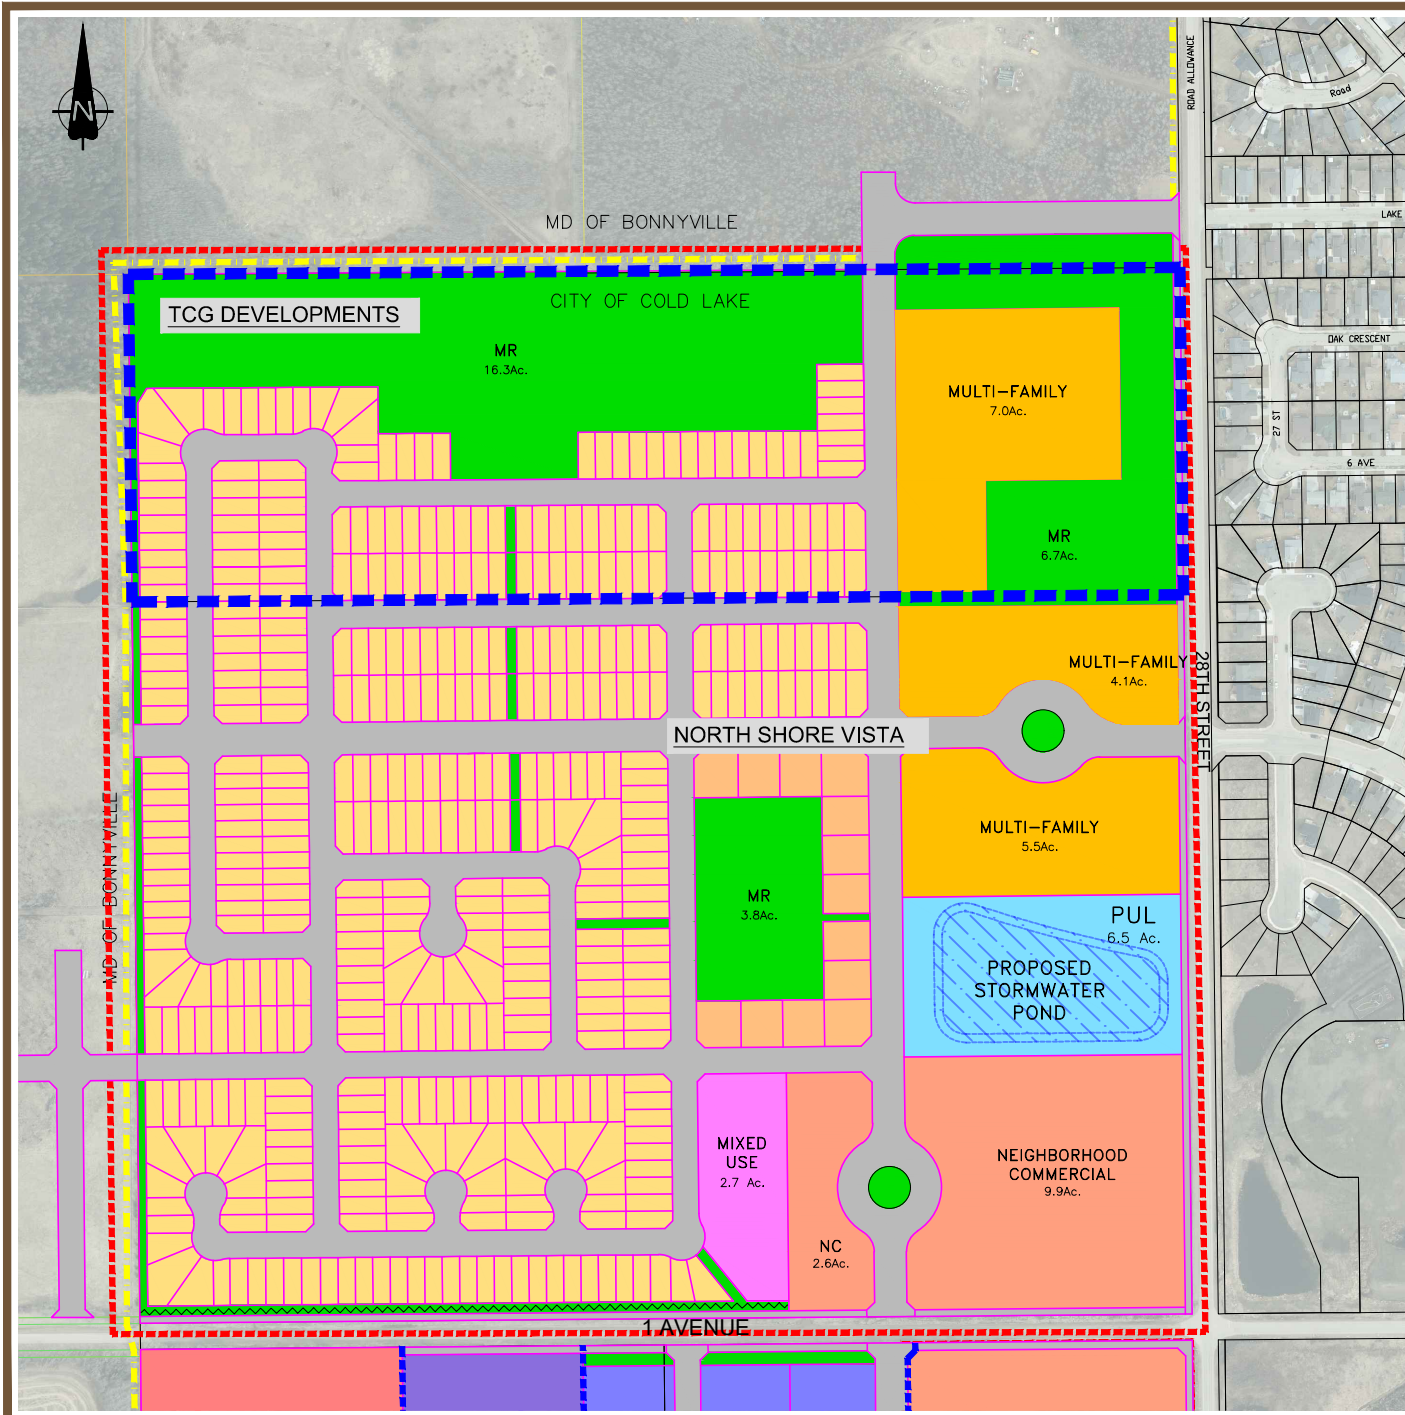 N
ROAD ALLOWANCE
Road
LAKE
MD OF BONNYVILLE
TCG DEVELOPMENTS
CITY OF COLD LAKE
MR
16.3Ac.
MULTI-FAMILY
7.0Ac.
OAK CRESCENT
27 ST
6 AVE
MR
6.7Ac.
MULTI-FAMILY
4.1Ac.
28TH STREET
NORTH SHORE VISTA
MD OF BONNYVILLE
MULTI-FAMILY
5.5Ac.
MR
3.8Ac.
PUL
6.5 Ac.
PROPOSED
STORMWATER
POND
MIXED
USE
2.7 Ac.
NEIGHBORHOOD
COMMERCIAL
9.9Ac.
NC
2.6Ac.
1 AVENUE